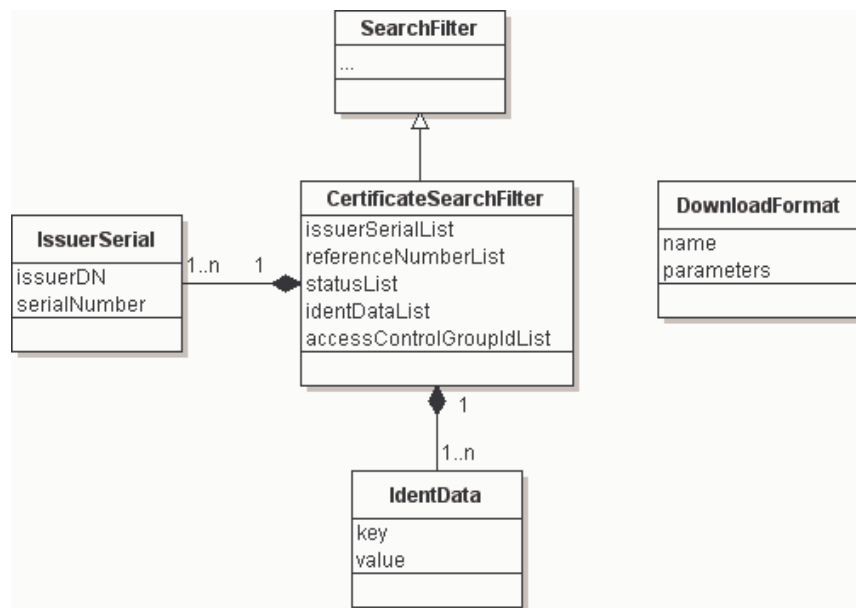 SearchFilter
...
CertificateSearchFilter
issuerSerialList
referenceNumberList
statusList
identDataList
accessControlGroupIdList
DownloadFormat
name
parameters
IssuerSerial
issuerDN
serialNumber
1..n
1
1
1..n
IdentData
key
value